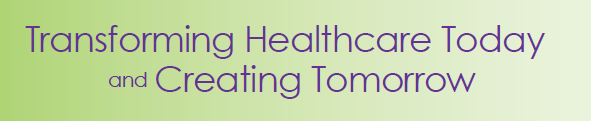 Transforming Healthcare Today
and Creating Tomorrow